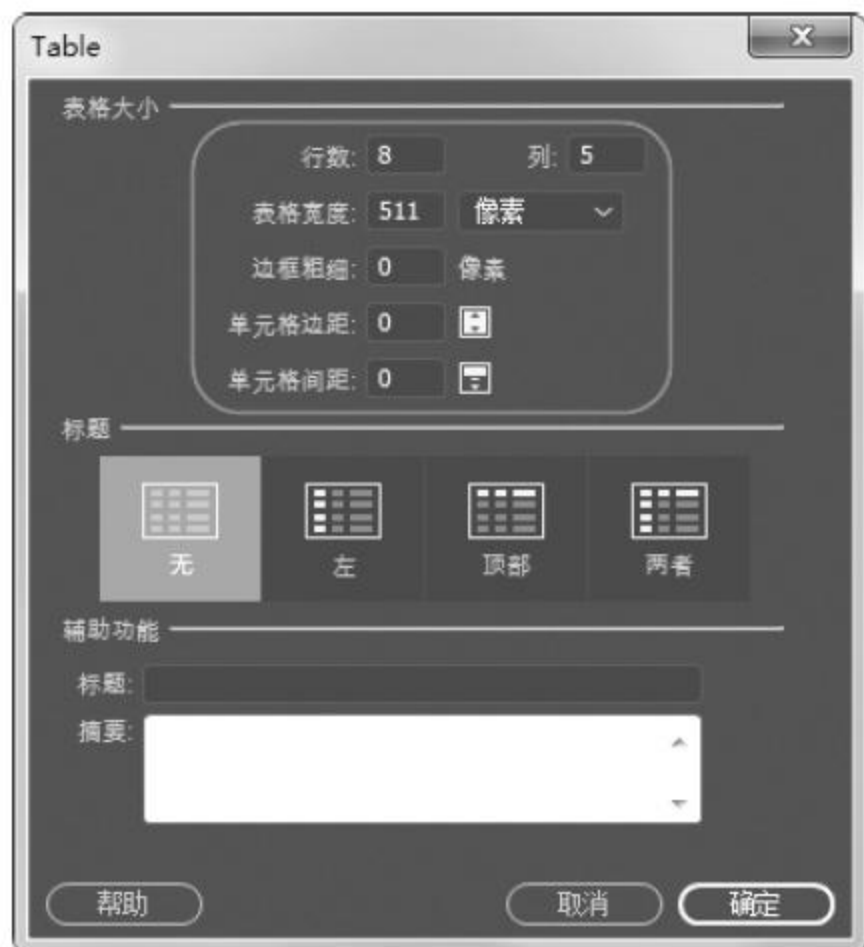 Table
表格大小
行数: 8 列: 5
表格宽度: 511 像素
边框粗细: 0 像素
单元格边距: 0
单元格间距: 0
标题
无 左 顶部 两者
辅助功能
标题:
摘要:
帮助 取消 确定